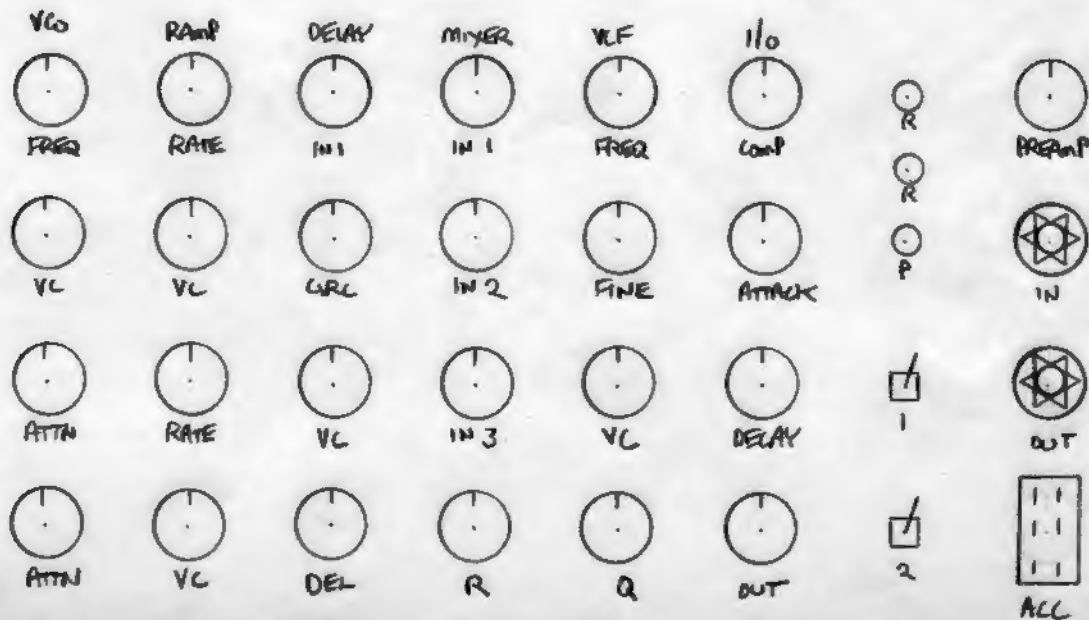 VCO RAMP DELAY MIXER VCF I/O
FREQ RATE IN 1 IN 1 FREQ COMP R PREAMP
R
VC VC CIRC IN 2 FINE ATTACK P IN
ATTN RATE VC IN 3 VC DELAY 1 OUT
ATTN VC DEL R Q OUT 2
ACC